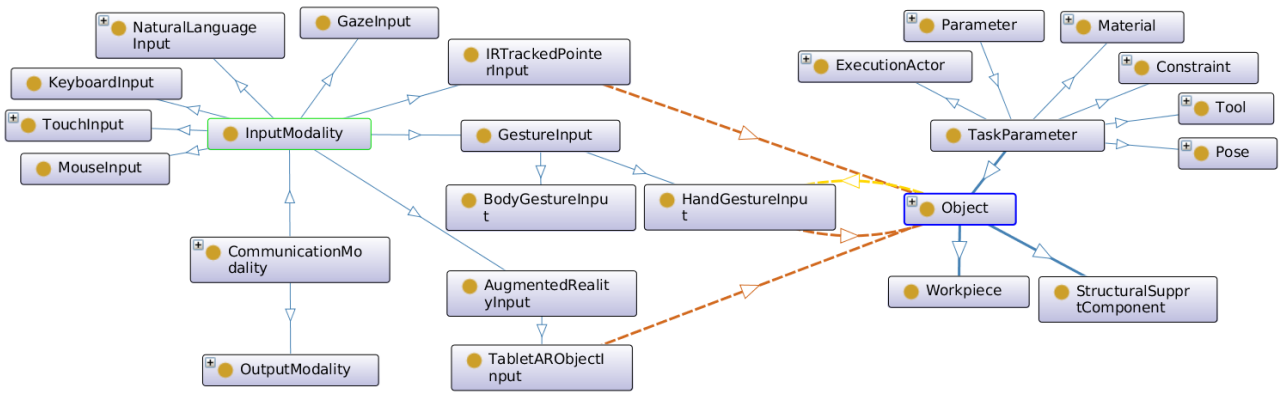 NaturalLanguage
Input
GazeInput
KeyboardInput
TouchInput
MouseInput
InputModality
IRTrackedPointe
rInput
GestureInput
BodyGestureInpu
t
HandGestureInpu
t
CommunicationMo
dality
AugmentedRealit
yInput
OutputModality
TabletARObjectI
nput
Parameter
Material
ExecutionActor
Constraint
Tool
TaskParameter
Pose
Object
Workpiece
StructuralSuppr
tComponent